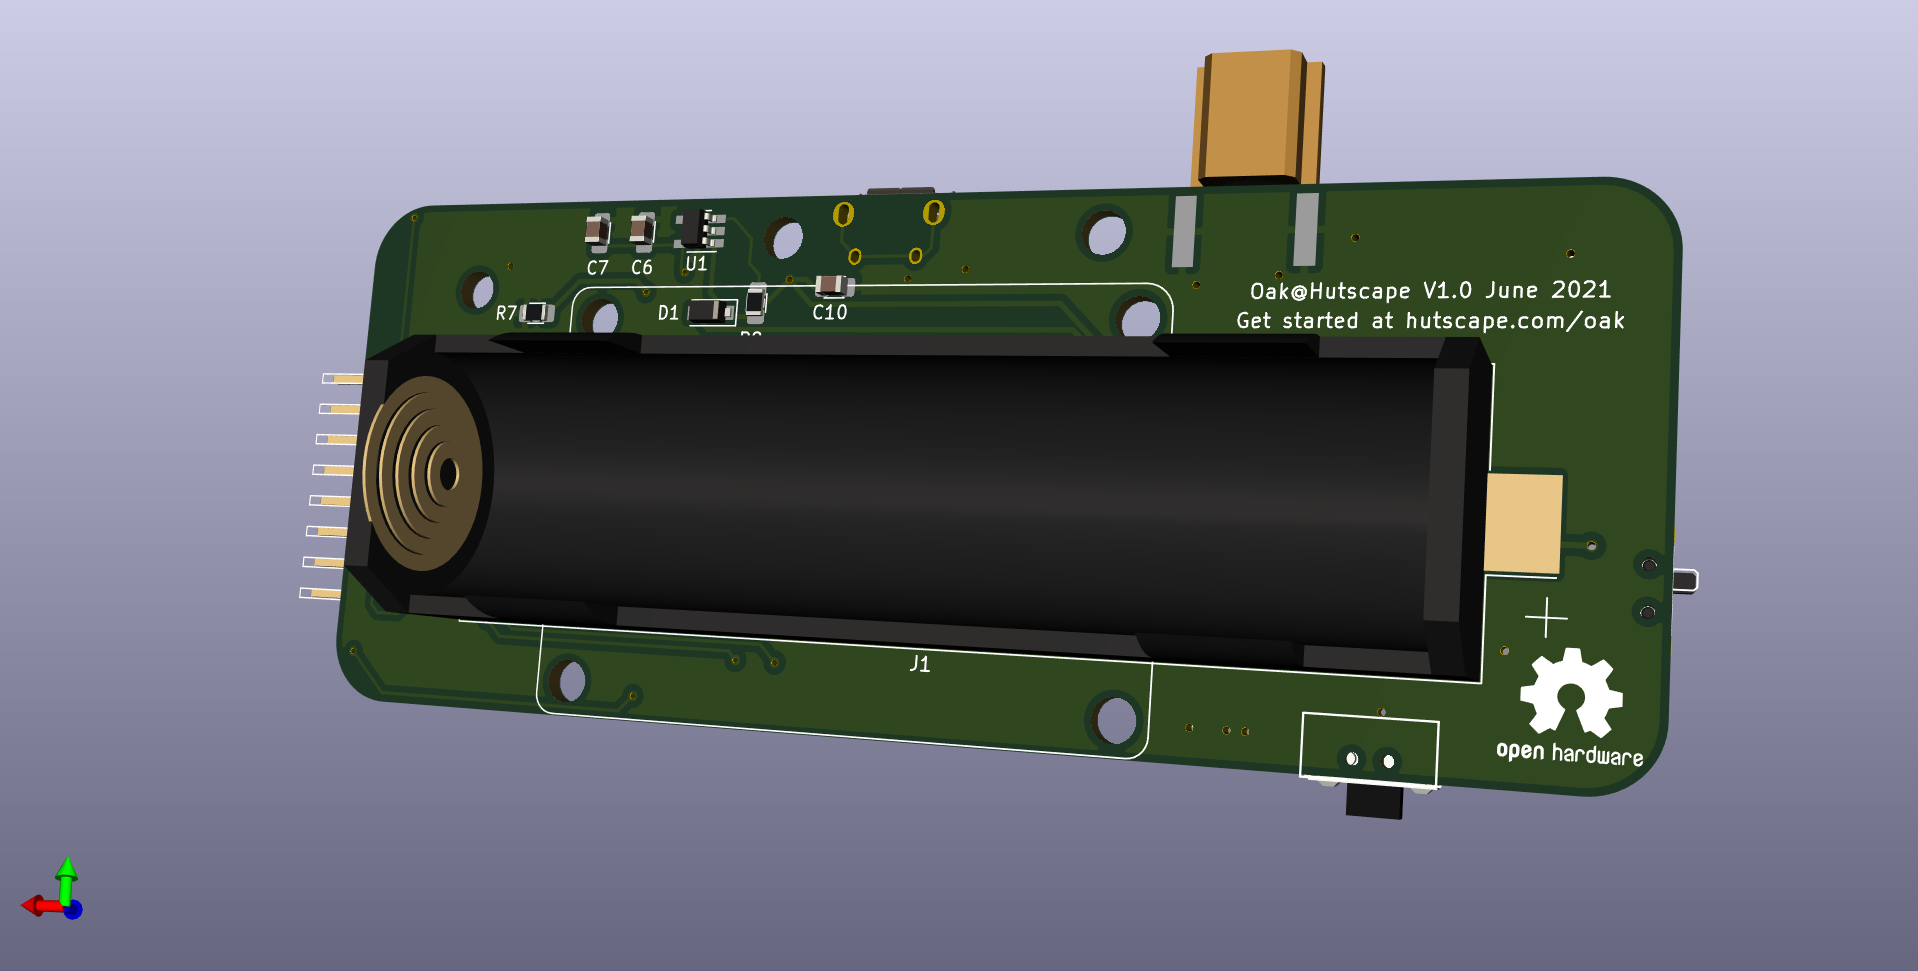 C7
C6
U1
R7
D1
C10
Oak@Hutscape V1.0 June 2021
Get started at hutscape.com/oak
J1
open hardware